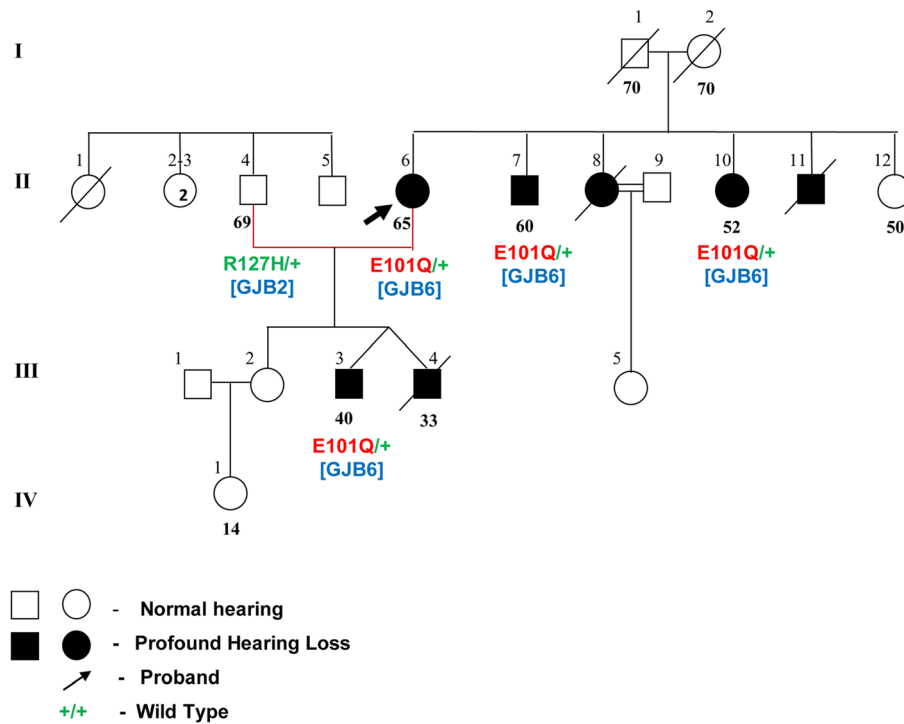 1 2
I
70 70
1 2-3 4 5 6 7 8 9 10 11 12
II
2
69 65 60 52 50
R127H/+ E101Q/+ E101Q/+ E101Q/+
[GJB2] [GJB6] [GJB6] [GJB6]
1 2 3 4 5
III
40 33
E101Q/+
[GJB6]
1
IV
14
- Normal hearing
- Profound Hearing Loss
- Proband
+/+ - Wild Type